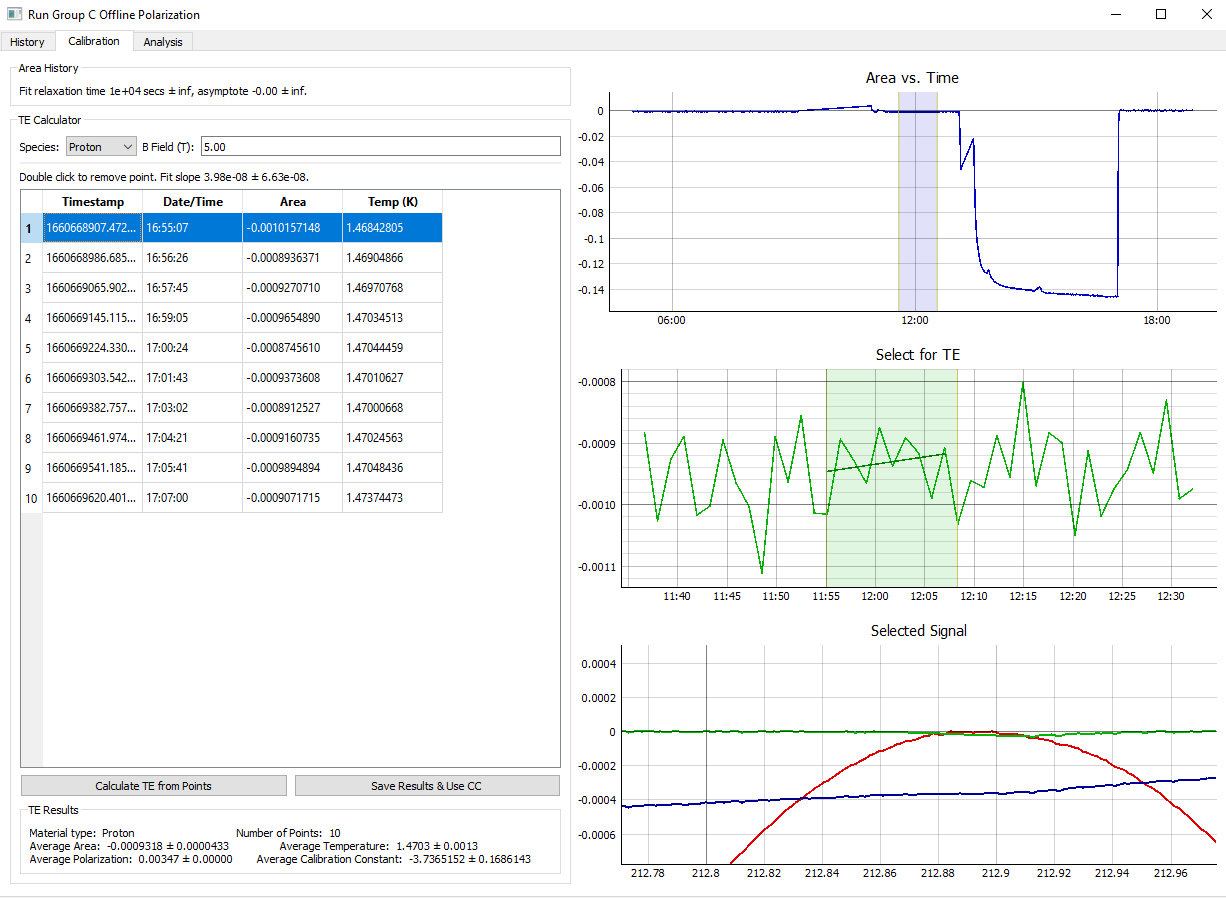 Run Group C Offline Polarization
History Calibration Analysis
Area History
Fit relaxation time 1e+04 secs ± inf, asymptote -0.00 ± inf.
TE Calculator
Species: Proton B Field (T): 5.00
Double click to remove point. Fit slope 3.98e-08 ± 6.63e-08.
Timestamp Date/Time Area Temp (K)
1 1660668907.472... 16:55:07 -0.0010157148 1.46842805
2 1660668986.685... 16:56:26 -0.0008936371 1.46904866
3 1660669065.902... 16:57:45 -0.0009270710 1.46970768
4 1660669145.115... 16:59:05 -0.0009654890 1.47034513
5 1660669224.330... 17:00:24 -0.0008745610 1.47044459
6 1660669303.542... 17:01:43 -0.0009373608 1.47010627
7 1660669382.757... 17:03:02 -0.0008912527 1.47000668
8 1660669461.974... 17:04:21 -0.0009160735 1.47024563
9 1660669541.185... 17:05:41 -0.0009894894 1.47048436
10 1660669620.401... 17:07:00 -0.0009071715 1.47374473
Calculate TE from Points Save Results & Use CC
TE Results
Material type: Proton Number of Points: 10
Average Area: -0.0009318 ± 0.0000433 Average Temperature: 1.4703 ± 0.0013
Average Polarization: 0.00347 ± 0.00000 Average Calibration Constant: -3.7365152 ± 0.1686143
Area vs. Time
0
-0.02
-0.04
-0.06
-0.08
-0.1
-0.12
-0.14
06:00 12:00 18:00
Select for TE
-0.0008
-0.0009
-0.0010
-0.0011
11:40 11:45 11:50 11:55 12:00 12:05 12:10 12:15 12:20 12:25 12:30
Selected Signal
0.0004
0.0002
0
-0.0002
-0.0004
-0.0006
212.78 212.8 212.82 212.84 212.86 212.88 212.9 212.92 212.94 212.96